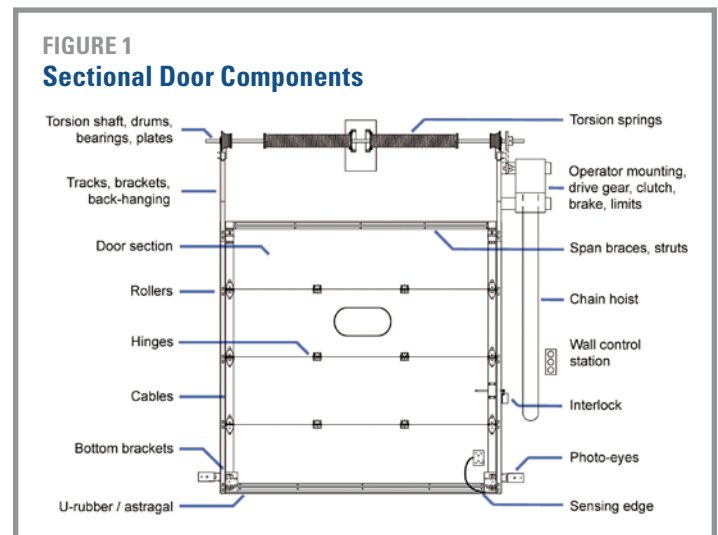 FIGURE 1
Sectional Door Components
Torsion shaft, drums,
bearings, plates
Tracks, brackets,
back-hanging
Door section
Rollers
Hinges
Cables
Bottom brackets
U-rubber / astragal
Torsion springs
Operator mounting,
drive gear, clutch,
brake, limits
Span braces, struts
Chain hoist
Wall control
station
Interlock
Photo-eyes
Sensing edge